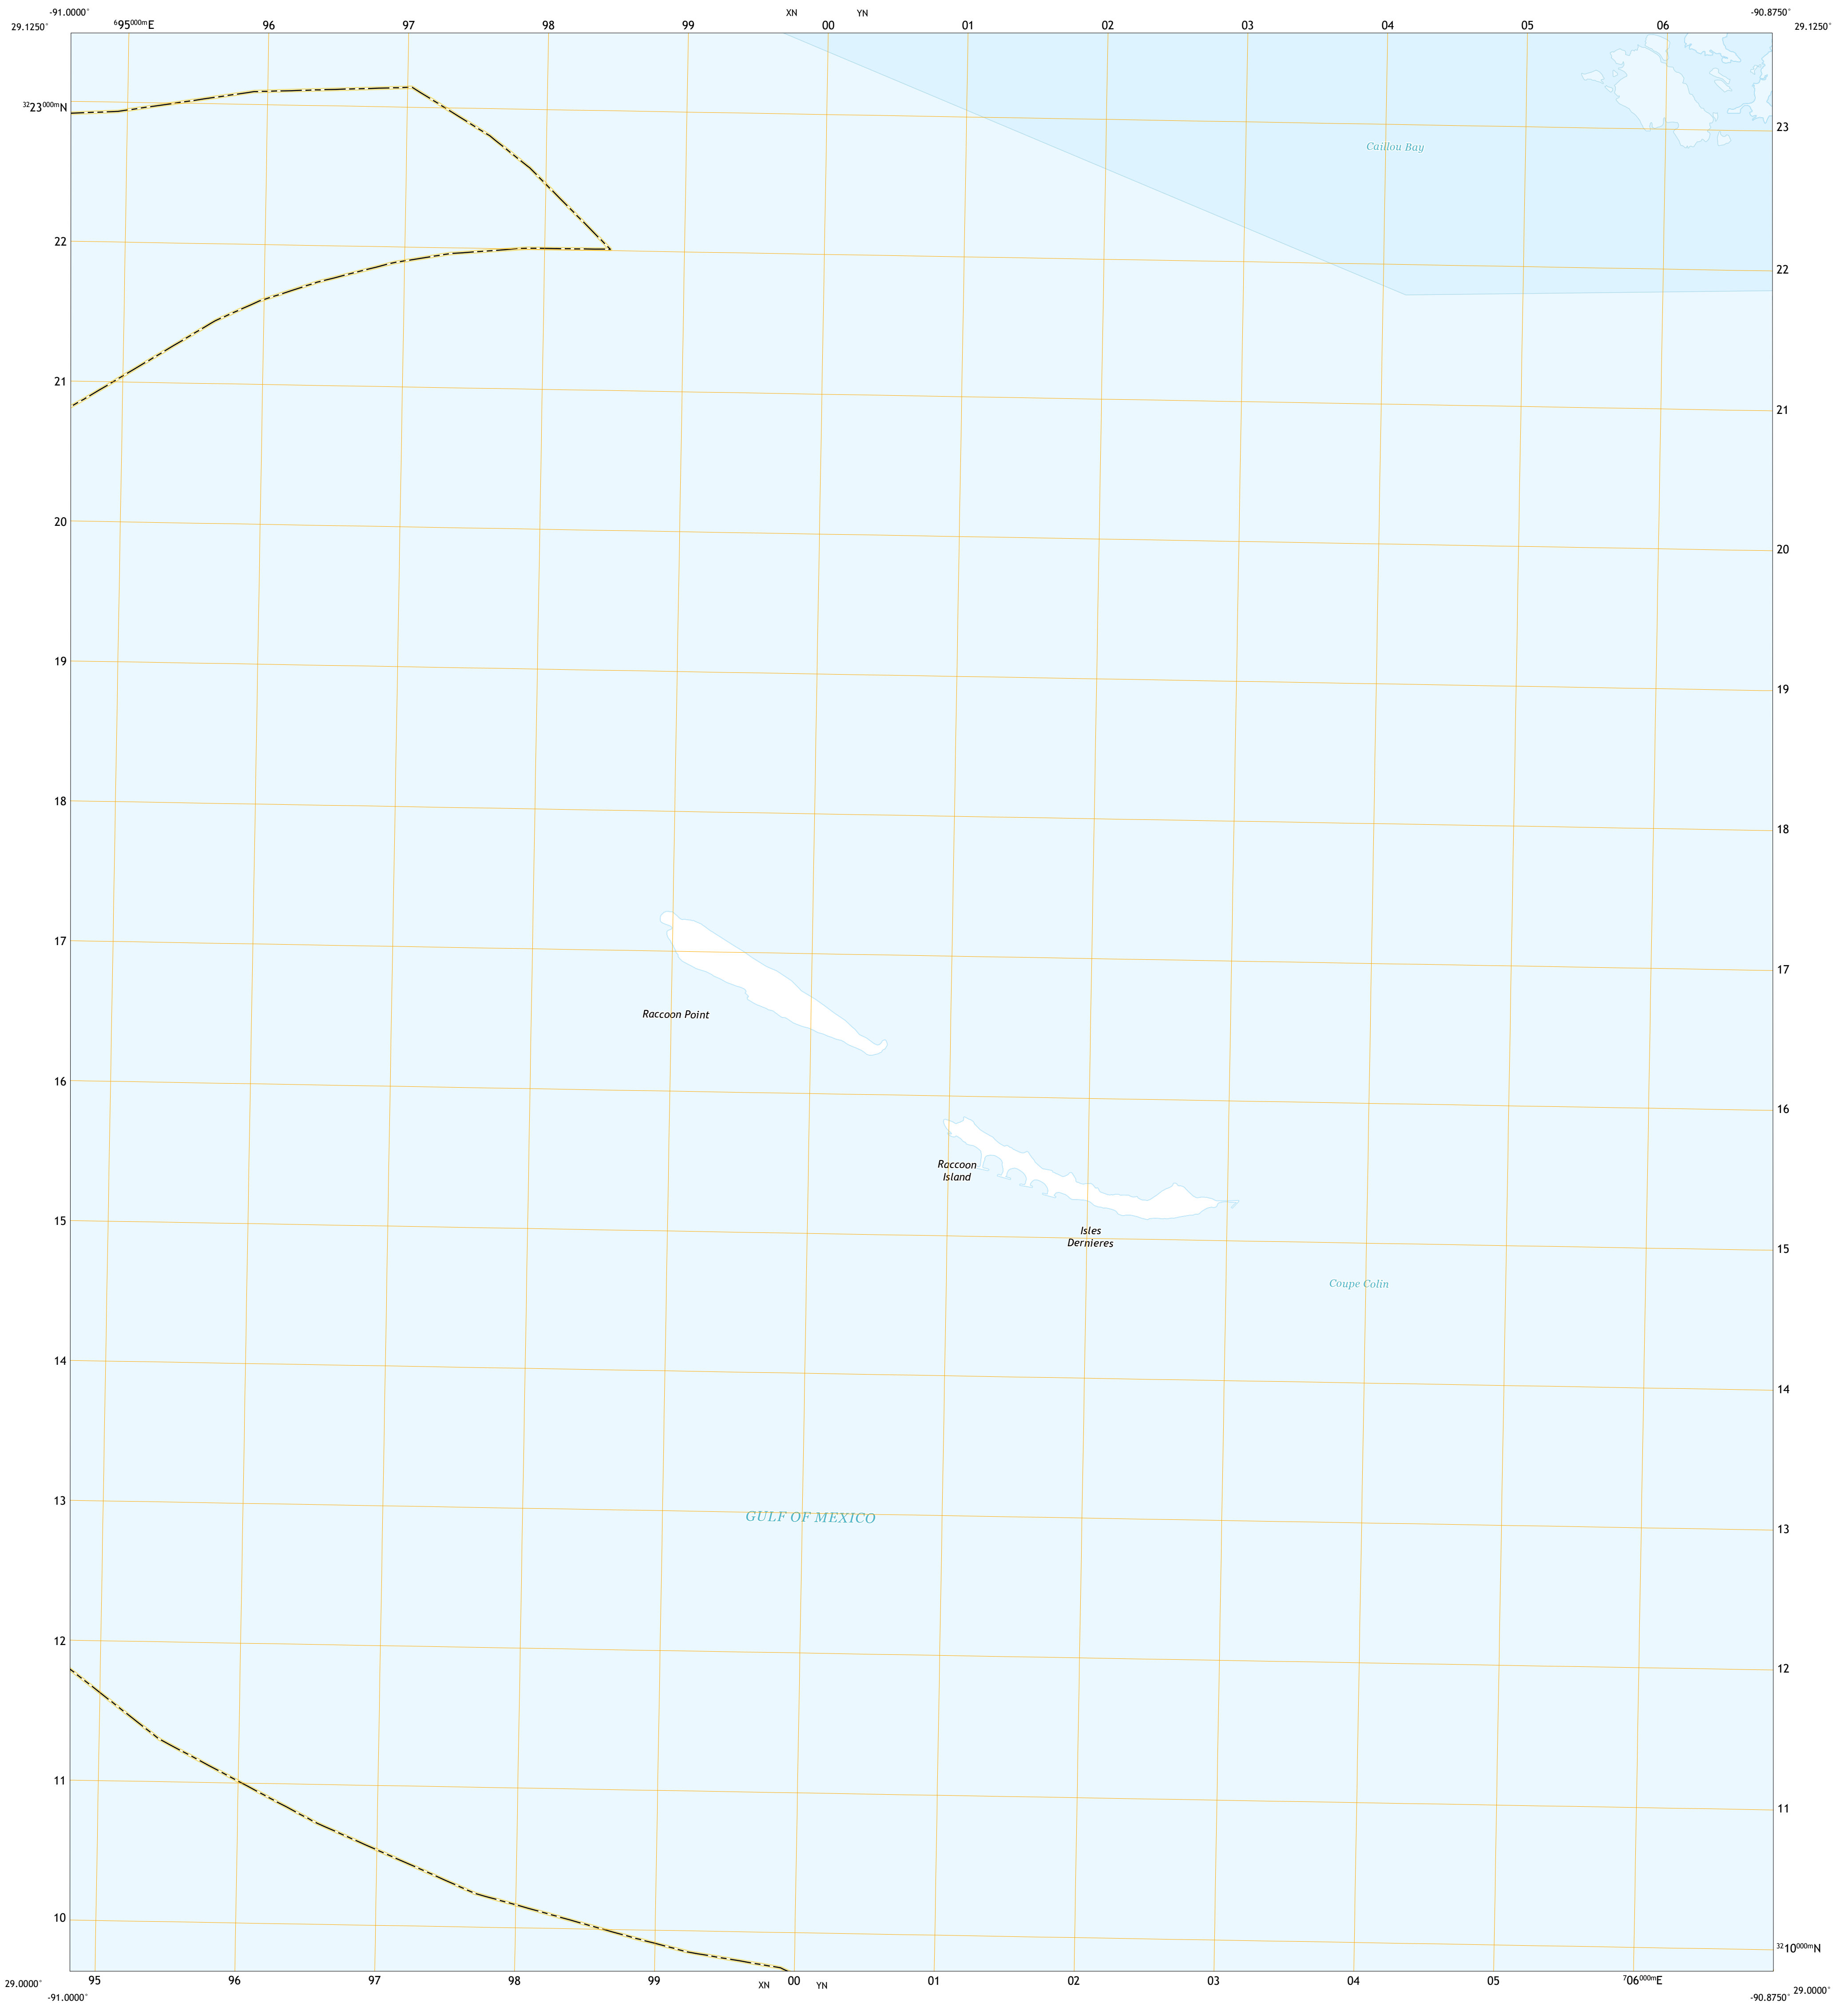 -91.0000° XN YN -90.8750°
29.1250° ⁶95⁰⁰⁰ᵐE 96 97 98 99 00 01 02 03 04 05 06 29.1250°
³²23⁰⁰⁰ᵐN 23
Caillou Bay
22 22
21 21
20 20
19 19
18 18
17 17
Raccoon Point
16 16
Raccoon
Island
15 15
Isles
Dernieres
Coupe Colin
14 14
13 13
GULF OF MEXICO
12 12
11 11
10 ³²10⁰⁰⁰ᵐN
29.0000° 95 96 97 98 99 XN 00 YN 01 02 03 04 05 ⁷06⁰⁰⁰ᵐE 29.0000°
-91.0000° -90.8750°